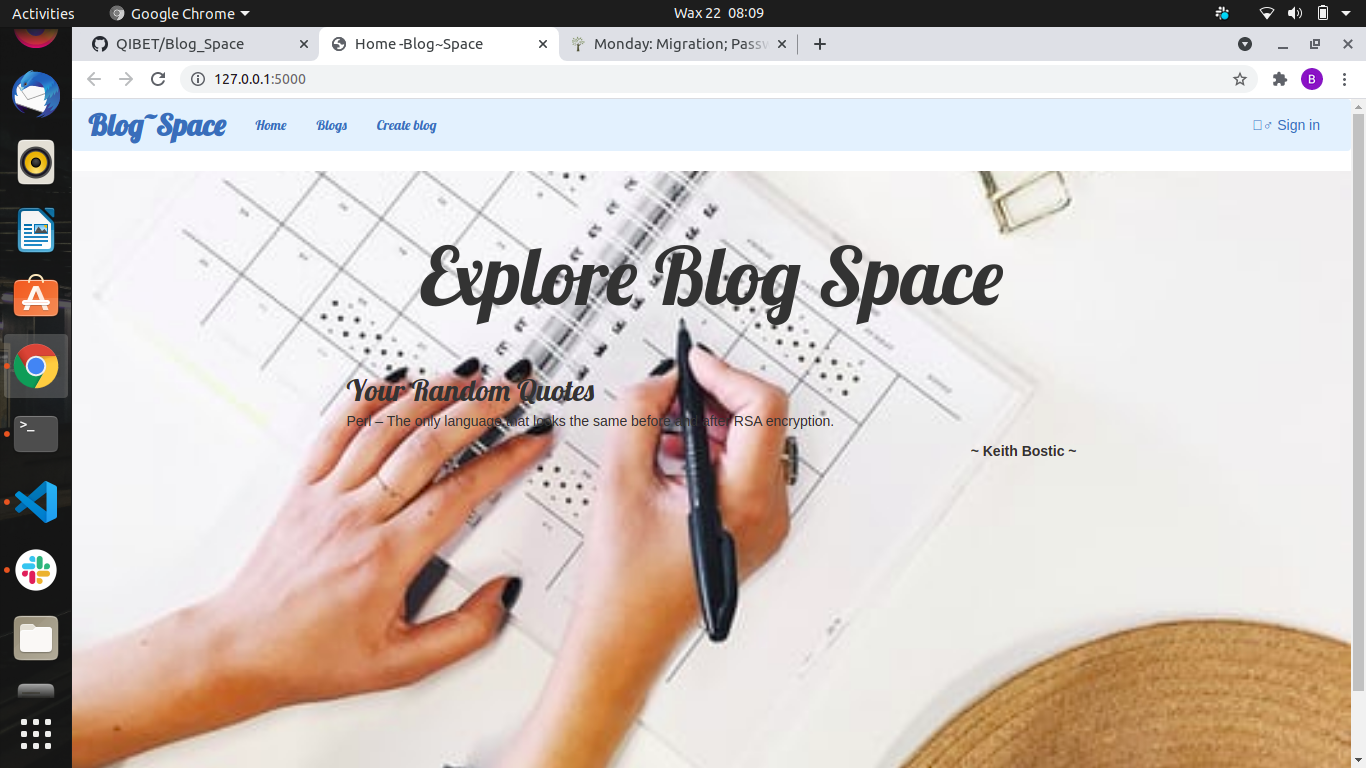 Activities Google Chrome Wax 22 08:09
QIBET/Blog_Space Home -Blog~Space Monday: Migration; Passw
127.0.0.1:5000 B
Blog~Space Home Blogs Create blog ♂ Sign in
Explore Blog Space
Your Random Quotes
Perl – The only language that looks the same before and after RSA encryption.
~ Keith Bostic ~